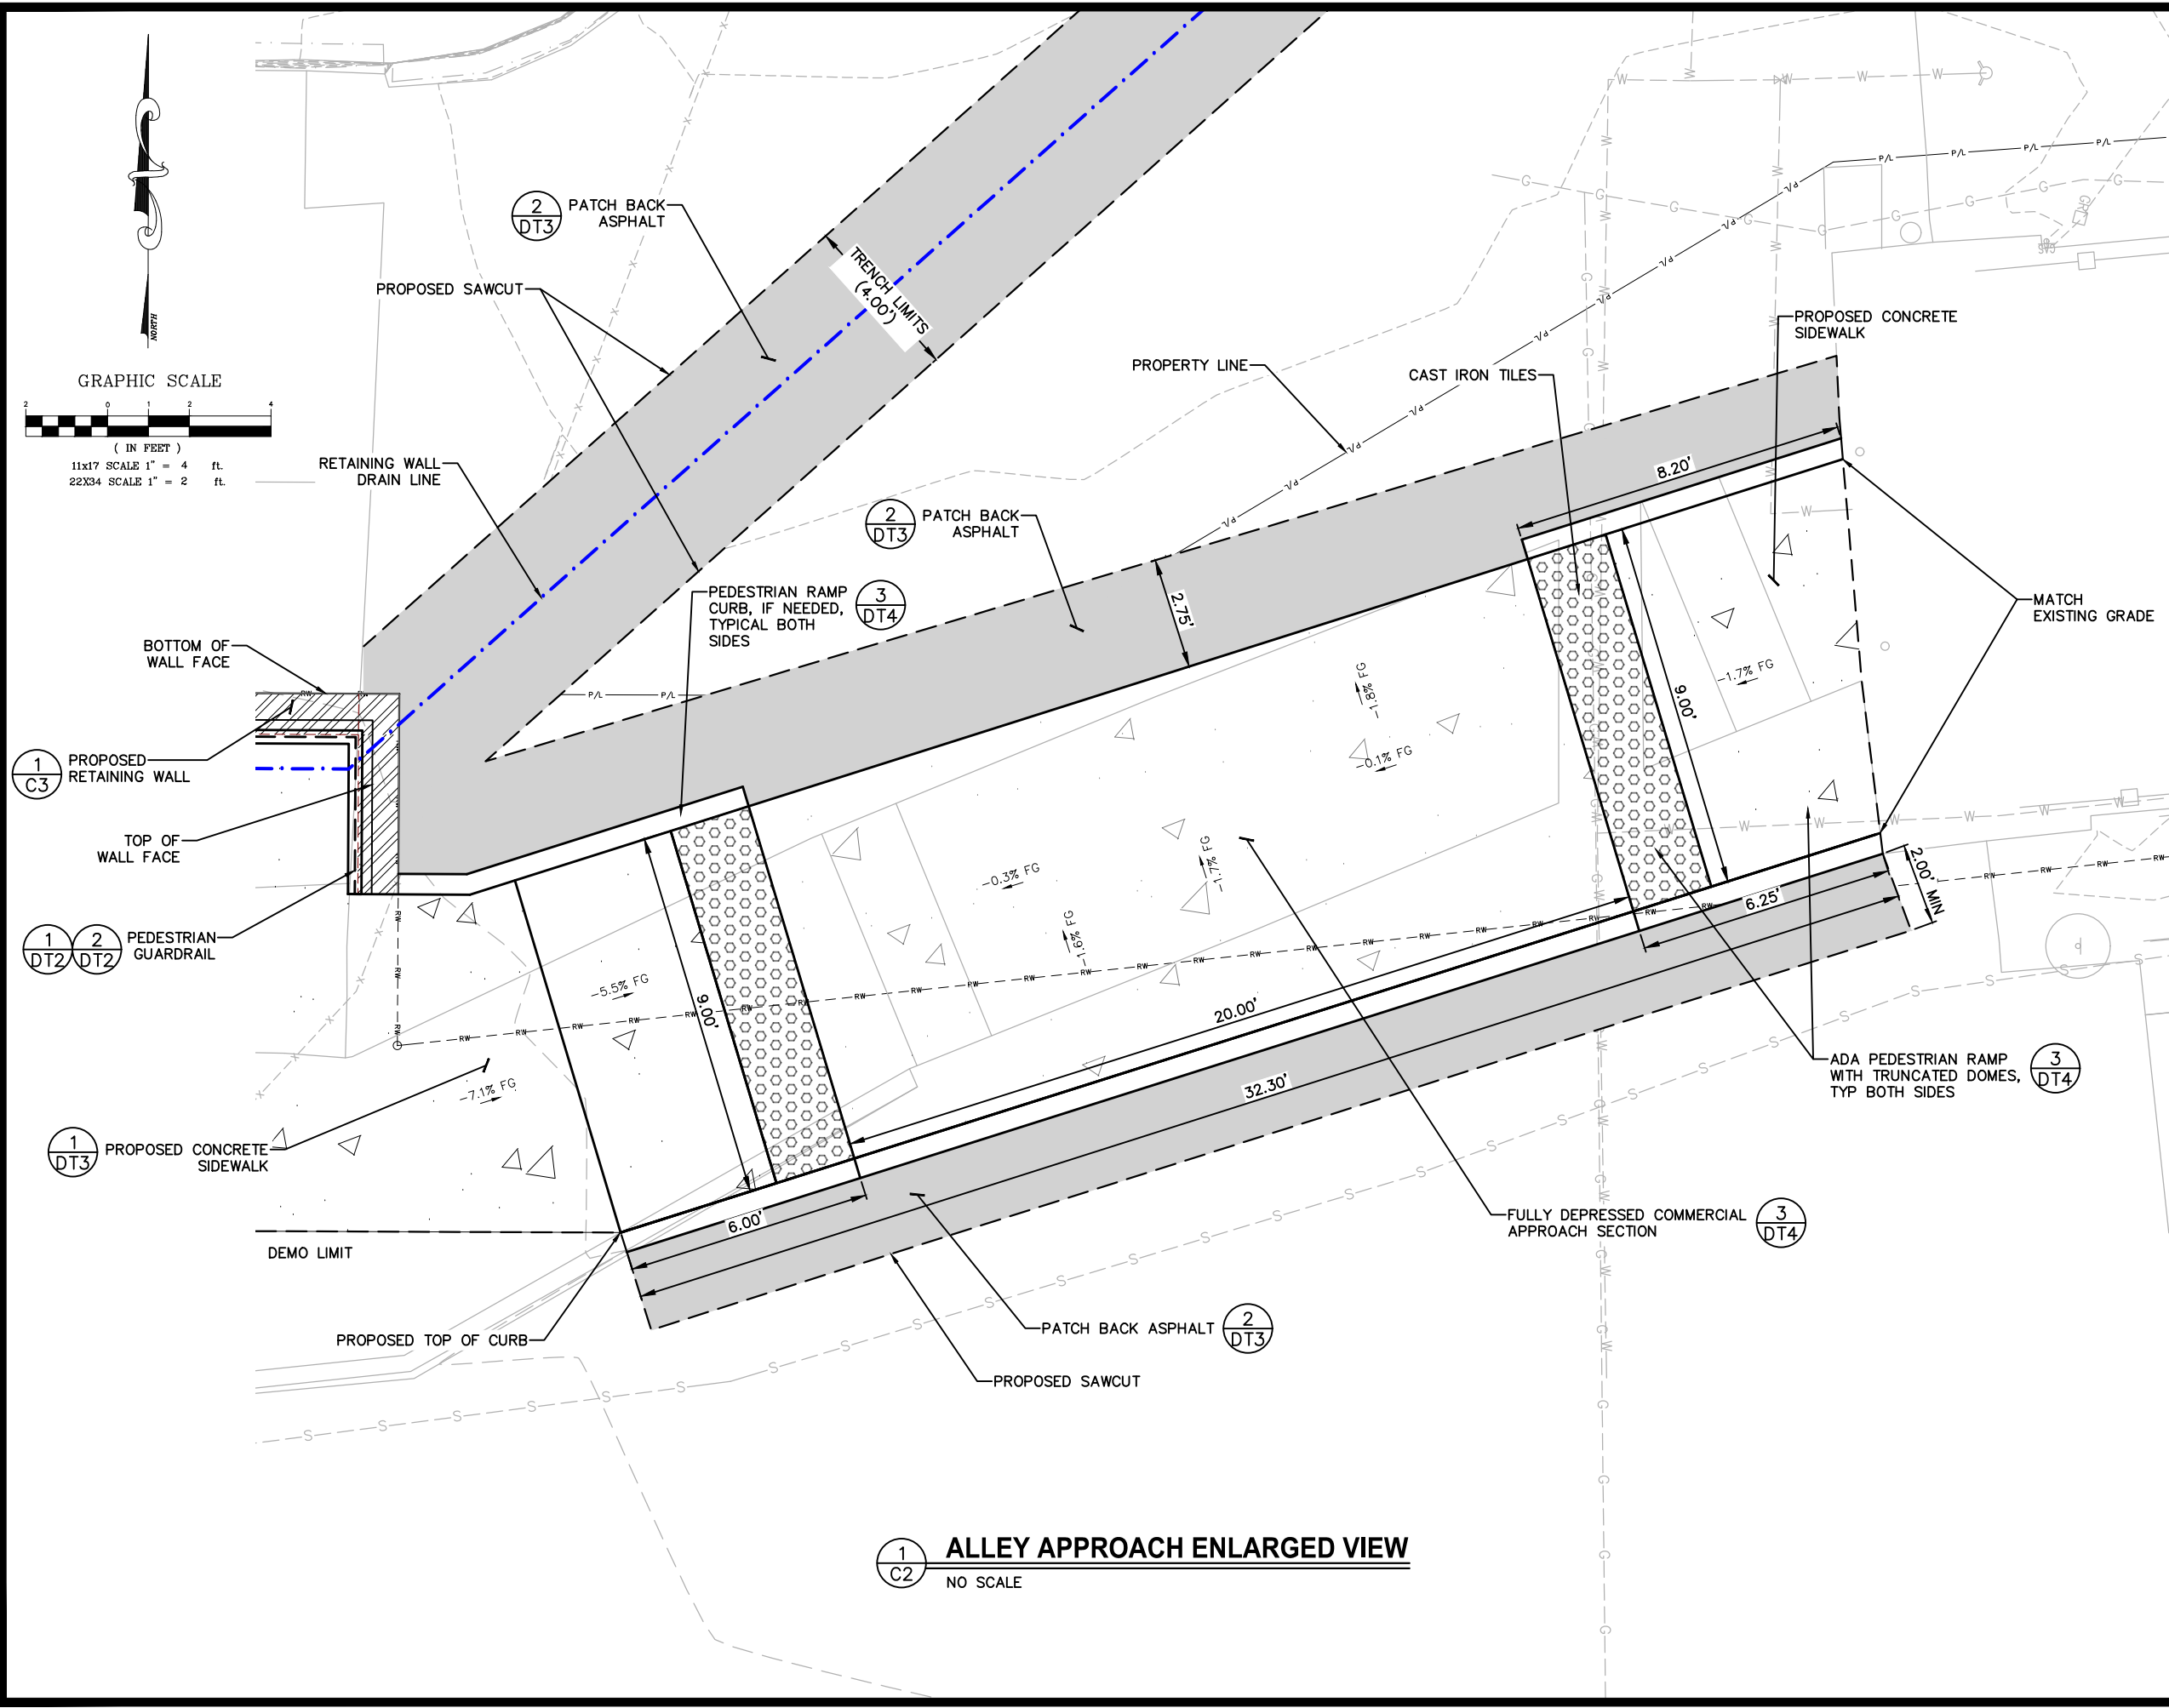 NORTH
GRAPHIC SCALE
2 0 1 2 4
( IN FEET )
11x17 SCALE 1" = 4 ft.
22X34 SCALE 1" = 2 ft.
2
DT3
PATCH BACK
ASPHALT
PROPOSED SAWCUT
TRENCH LIMITS
(4.00')
RETAINING WALL
DRAIN LINE
PROPERTY LINE
CAST IRON TILES
PROPOSED CONCRETE
SIDEWALK
8.20'
2
DT3
PATCH BACK
ASPHALT
2.75'
PEDESTRIAN RAMP
CURB, IF NEEDED,
TYPICAL BOTH
SIDES
3
DT4
MATCH
EXISTING GRADE
BOTTOM OF
WALL FACE
1
C3
PROPOSED
RETAINING WALL
TOP OF
WALL FACE
1
DT2
2
DT2
PEDESTRIAN
GUARDRAIL
-1.8% FG
-0.1% FG
-1.7% FG
9.00'
-0.3% FG
-1.7% FG
-1.6% FG
-5.5% FG
9.00'
-7.1% FG
20.00'
32.30'
6.25'
2.00' MIN
6.00'
1
DT3
PROPOSED CONCRETE
SIDEWALK
DEMO LIMIT
PROPOSED TOP OF CURB
ADA PEDESTRIAN RAMP
WITH TRUNCATED DOMES,
TYP BOTH SIDES
3
DT4
FULLY DEPRESSED COMMERCIAL
APPROACH SECTION
3
DT4
PATCH BACK ASPHALT
2
DT3
PROPOSED SAWCUT
1
C2
ALLEY APPROACH ENLARGED VIEW
NO SCALE
P/L P/L P/L P/L
P/L P/L
RW RW RW RW
W W W W
G G G G
S S S S
X X X
GAS